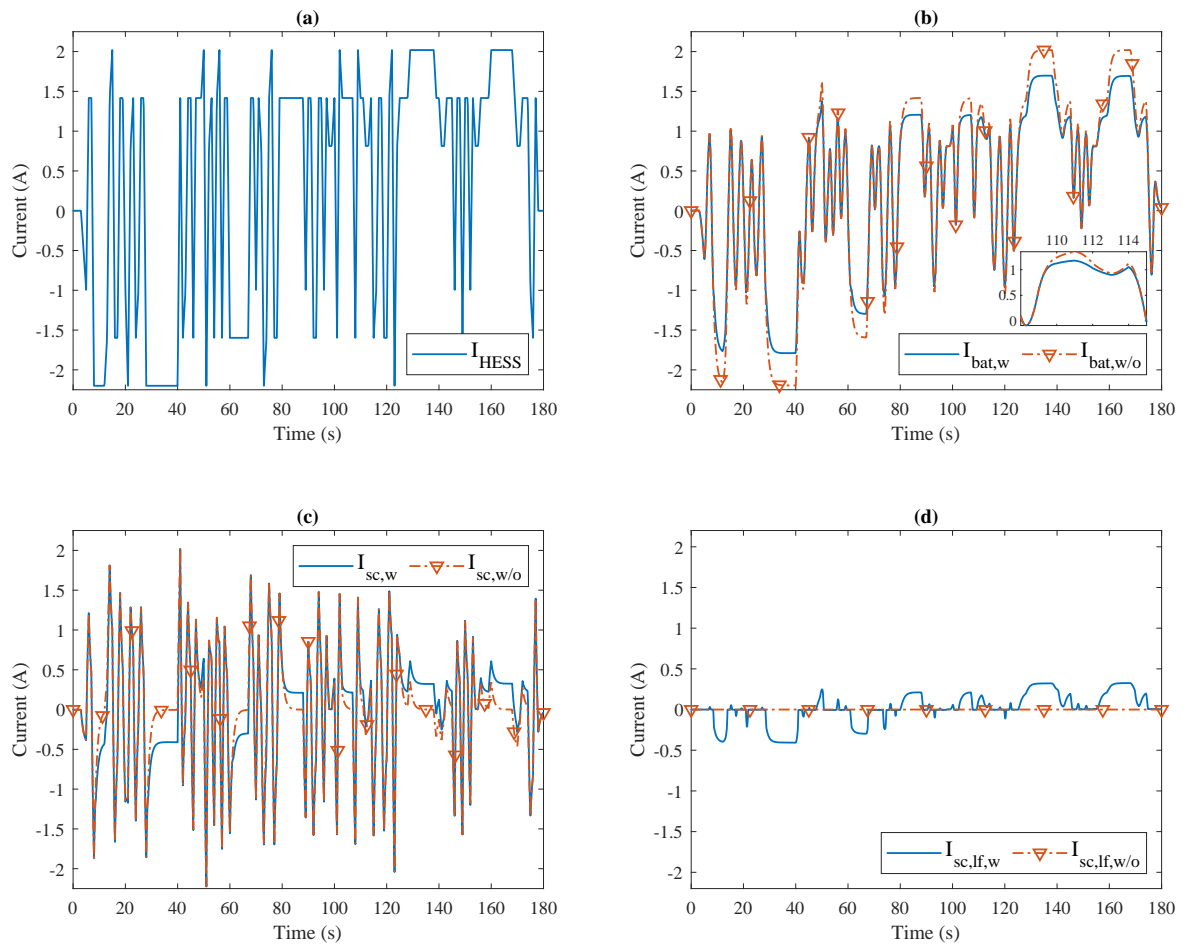 (a)
Current (A)
2
1.5
1
0.5
0
-0.5
-1
-1.5
-2
I_HESS
0 20 40 60 80 100 120 140 160 180
Time (s)
(b)
Current (A)
2
1.5
1
0.5
0
-0.5
-1
-1.5
-2
110 112 114
1
0.5
0
I_bat,w I_bat,w/o
0 20 40 60 80 100 120 140 160 180
Time (s)
(c)
Current (A)
2
1.5
1
0.5
0
-0.5
-1
-1.5
-2
I_sc,w I_sc,w/o
0 20 40 60 80 100 120 140 160 180
Time (s)
(d)
Current (A)
2
1.5
1
0.5
0
-0.5
-1
-1.5
-2
I_sc,lf,w I_sc,lf,w/o
0 20 40 60 80 100 120 140 160 180
Time (s)